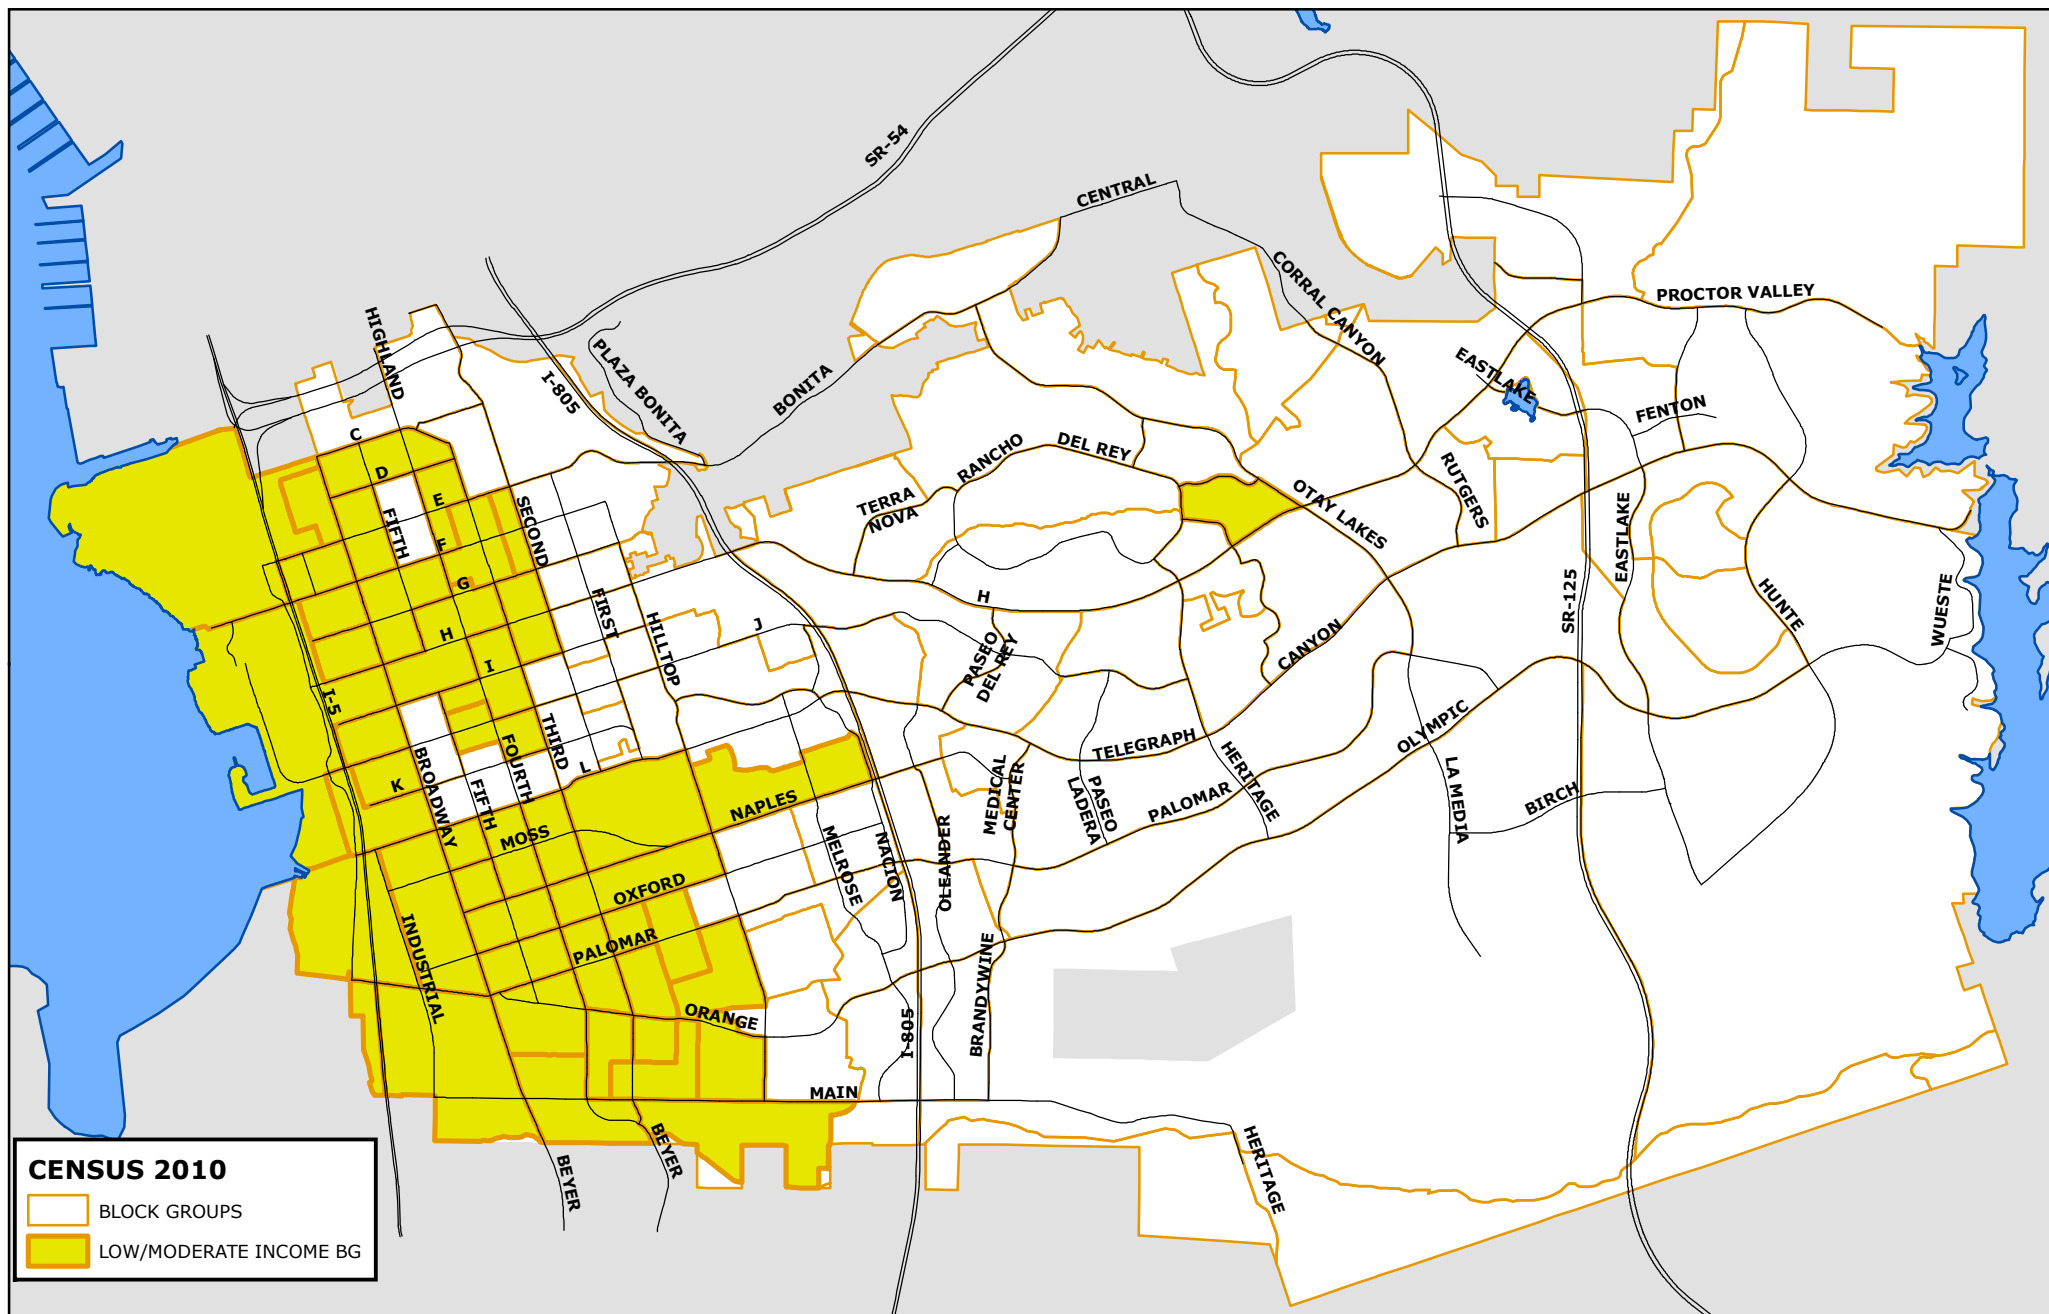 SR-54
CENTRAL
CORRAL CANYON
PROCTOR VALLEY
HIGHLAND
I-805
PLAZA BONITA
BONITA
EASTLAKE
FENTON
C
D
E
F
G
H
I
J
K
L
FIFTH
SECOND
FIRST
HILLTOP
TERRA
NOVA
RANCHO
DEL REY
OTAY LAKES
RUTGERS
EASTLAKE
SR-125
HUNTE
WUESTE
H
PASEO
DEL REY
CANYON
I-5
BROADWAY
FIFTH
FOURTH
THIRD
TELEGRAPH
HERITAGE
OLYMPIC
LA MEDIA
BIRCH
MOSS
NAPLES
MEDICAL
CENTER
PASEO
LADERA
PALOMAR
OXFORD
MELROSE
NACION
OLEANDER
INDUSTRIAL
PALOMAR
ORANGE
I-805
BRANDYWINE
MAIN
BEYER
BEYER
HERITAGE
CENSUS 2010
BLOCK GROUPS
LOW/MODERATE INCOME BG